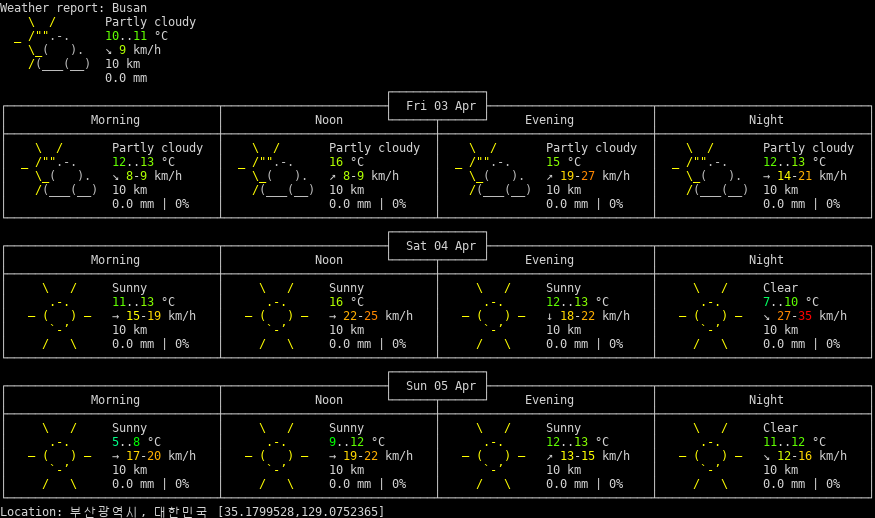 Weather report: Busan
Partly cloudy
10..11 °C
↘ 9 km/h
10 km
0.0 mm
Fri 03 Apr
Morning Noon Evening Night
Partly cloudy Partly cloudy Partly cloudy Partly cloudy
12..13 °C 16 °C 15 °C 12..13 °C
↘ 8-9 km/h ↗ 8-9 km/h ↗ 19-27 km/h → 14-21 km/h
10 km 10 km 10 km 10 km
0.0 mm | 0% 0.0 mm | 0% 0.0 mm | 0% 0.0 mm | 0%
Sat 04 Apr
Morning Noon Evening Night
Sunny Sunny Sunny Clear
11..13 °C 16 °C 12..13 °C 7..10 °C
→ 15-19 km/h → 22-25 km/h ↓ 18-22 km/h ↘ 27-35 km/h
10 km 10 km 10 km 10 km
0.0 mm | 0% 0.0 mm | 0% 0.0 mm | 0% 0.0 mm | 0%
Sun 05 Apr
Morning Noon Evening Night
Sunny Sunny Sunny Clear
5..8 °C 9..12 °C 12..13 °C 11..12 °C
→ 17-20 km/h → 19-22 km/h ↗ 13-15 km/h ↘ 12-16 km/h
10 km 10 km 10 km 10 km
0.0 mm | 0% 0.0 mm | 0% 0.0 mm | 0% 0.0 mm | 0%
Location: 부산광역시, 대한민국 [35.1799528,129.0752365]